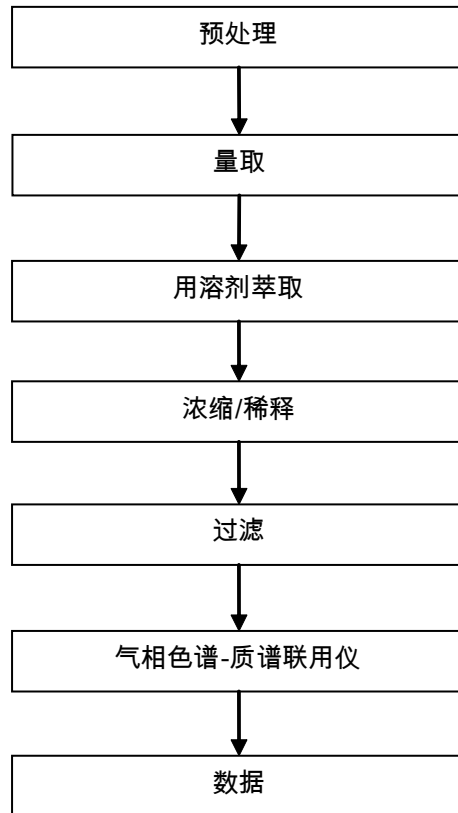 预处理
量取
用溶剂萃取
浓缩/稀释
过滤
气相色谱-质谱联用仪
数据